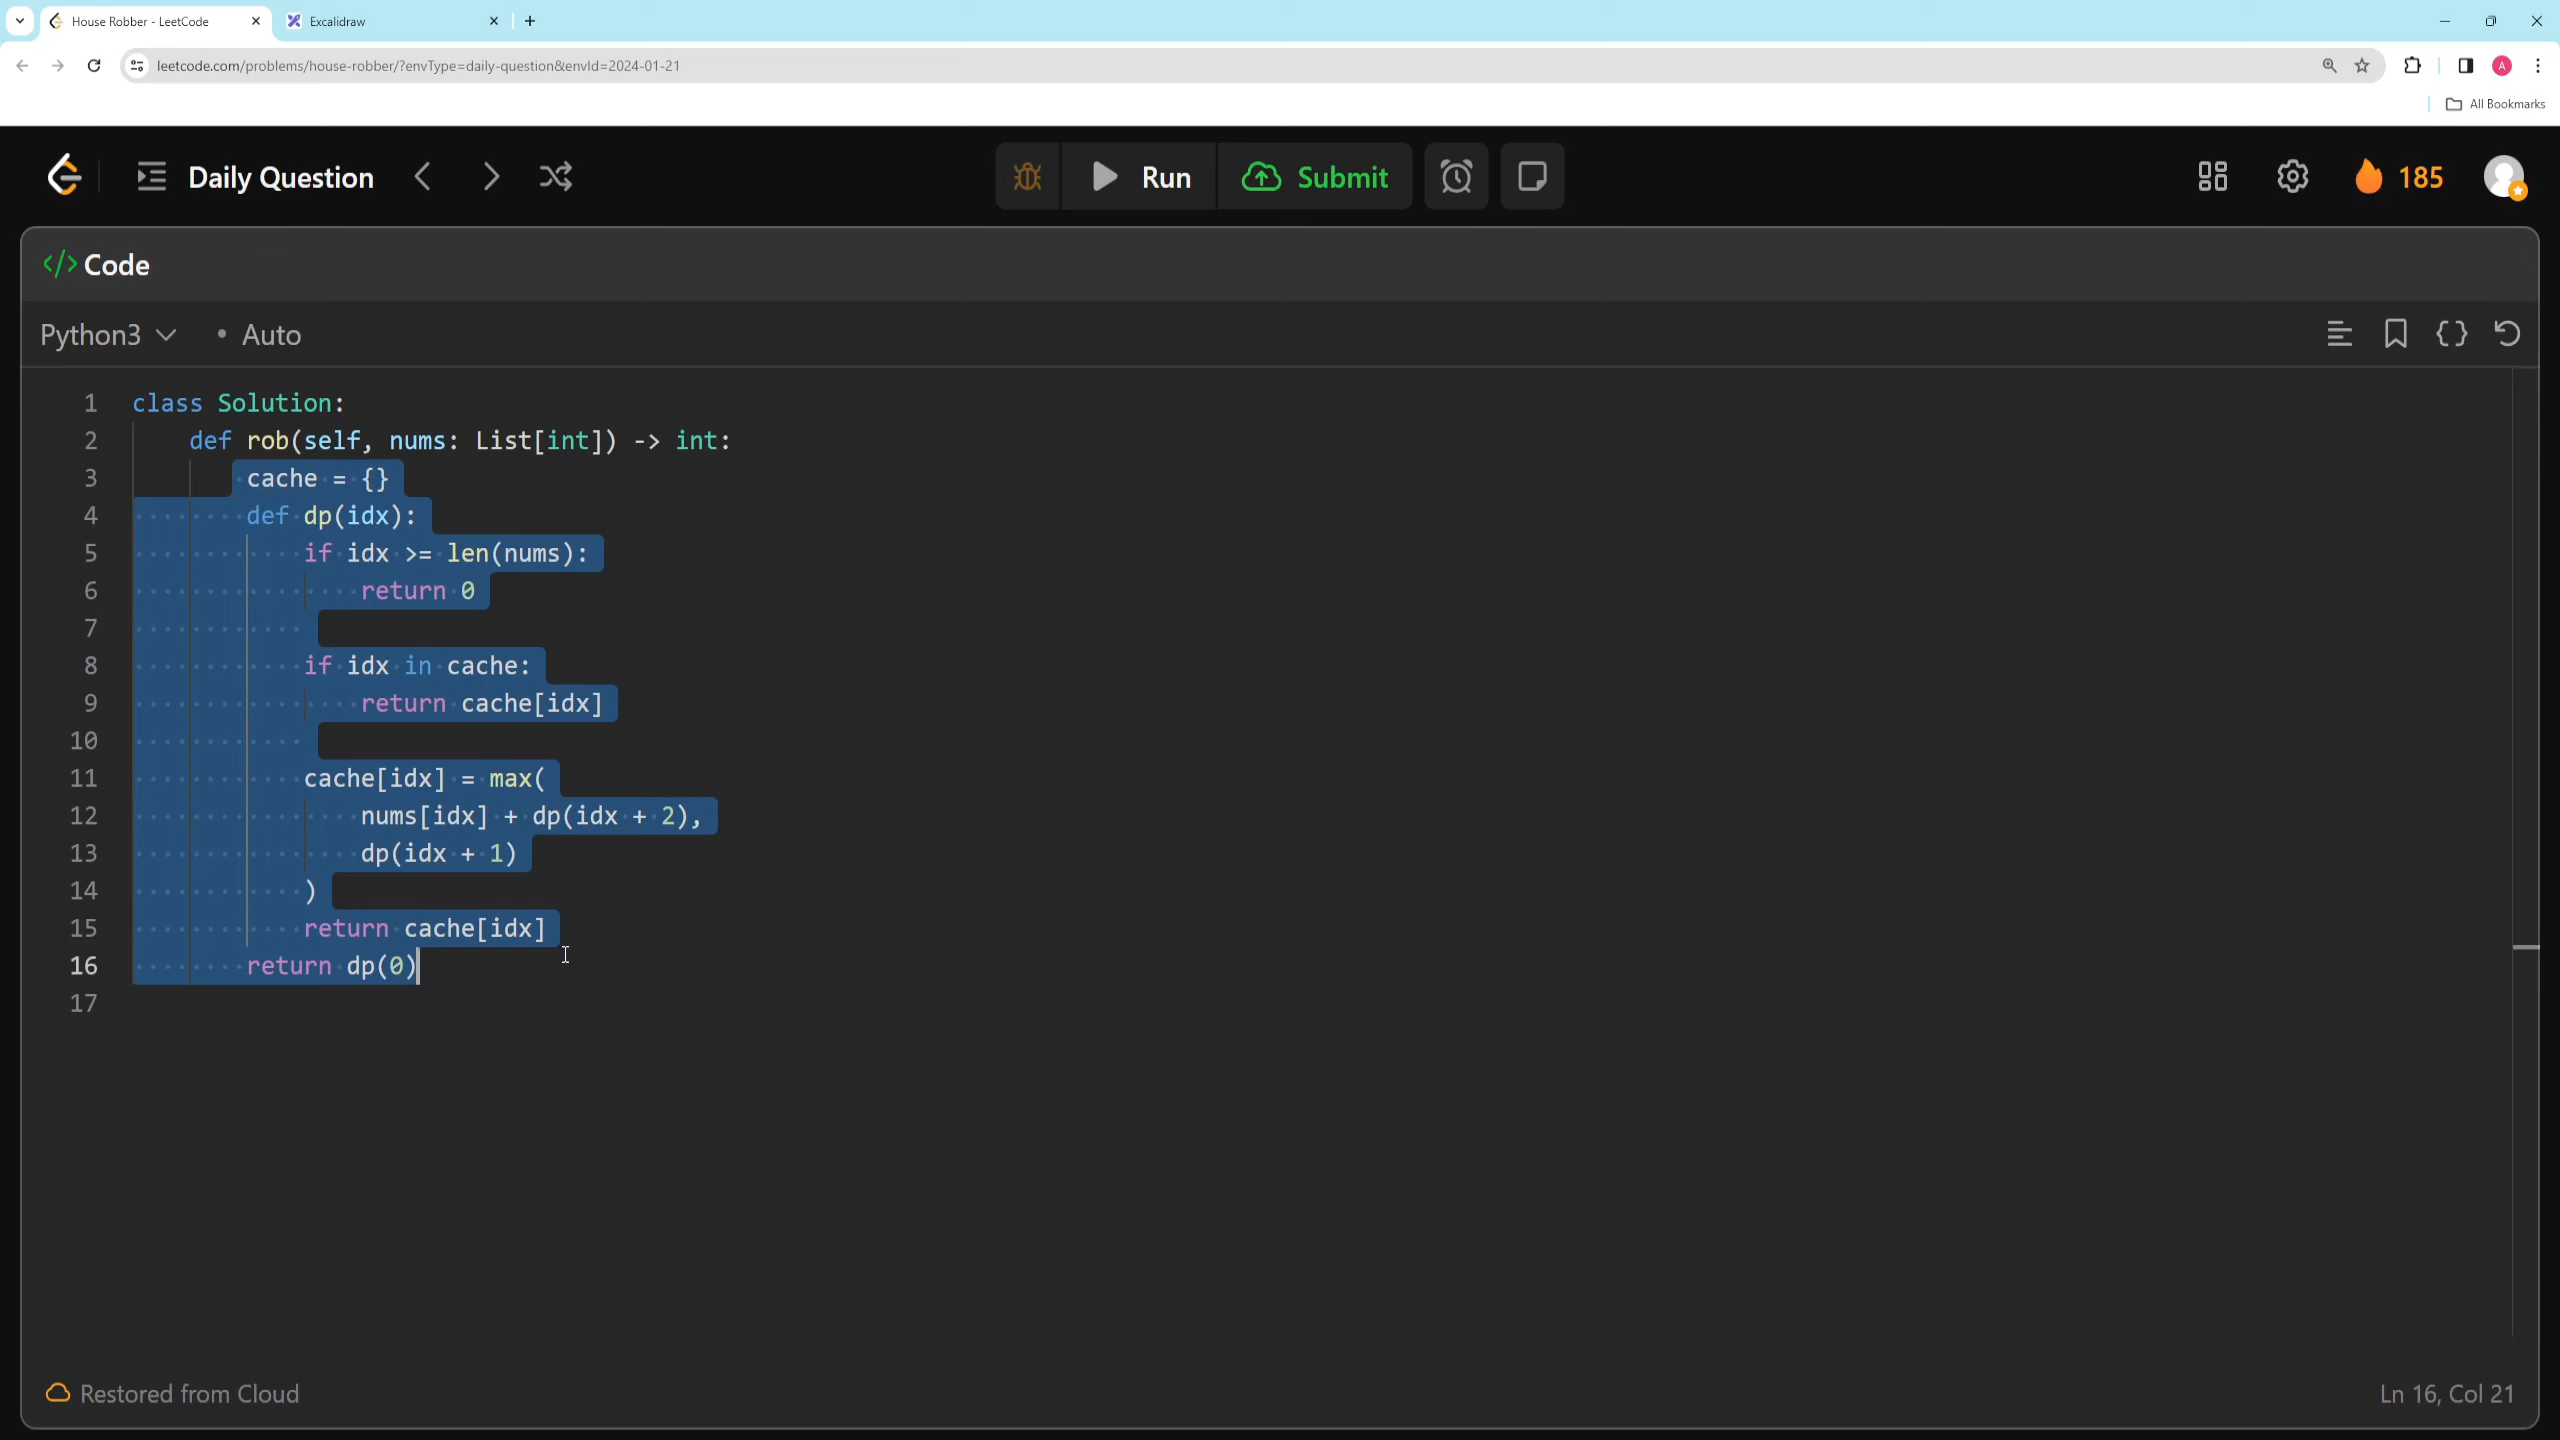 House Robber - LeetCode
Excalidraw
leetcode.com/problems/house-robber/?envType=daily-question&envId=2024-01-21
A
All Bookmarks
Daily Question
Run
Submit
185
</> Code
Python3
• Auto
1 class Solution:
2 def rob(self, nums: List[int]) -> int:
3 cache = {}
4 def dp(idx):
5 if idx >= len(nums):
6 return 0
7
8 if idx in cache:
9 return cache[idx]
10
11 cache[idx] = max(
12 nums[idx] + dp(idx + 2),
13 dp(idx + 1)
14 )
15 return cache[idx]
16 return dp(0)
17
Restored from Cloud
Ln 16, Col 21